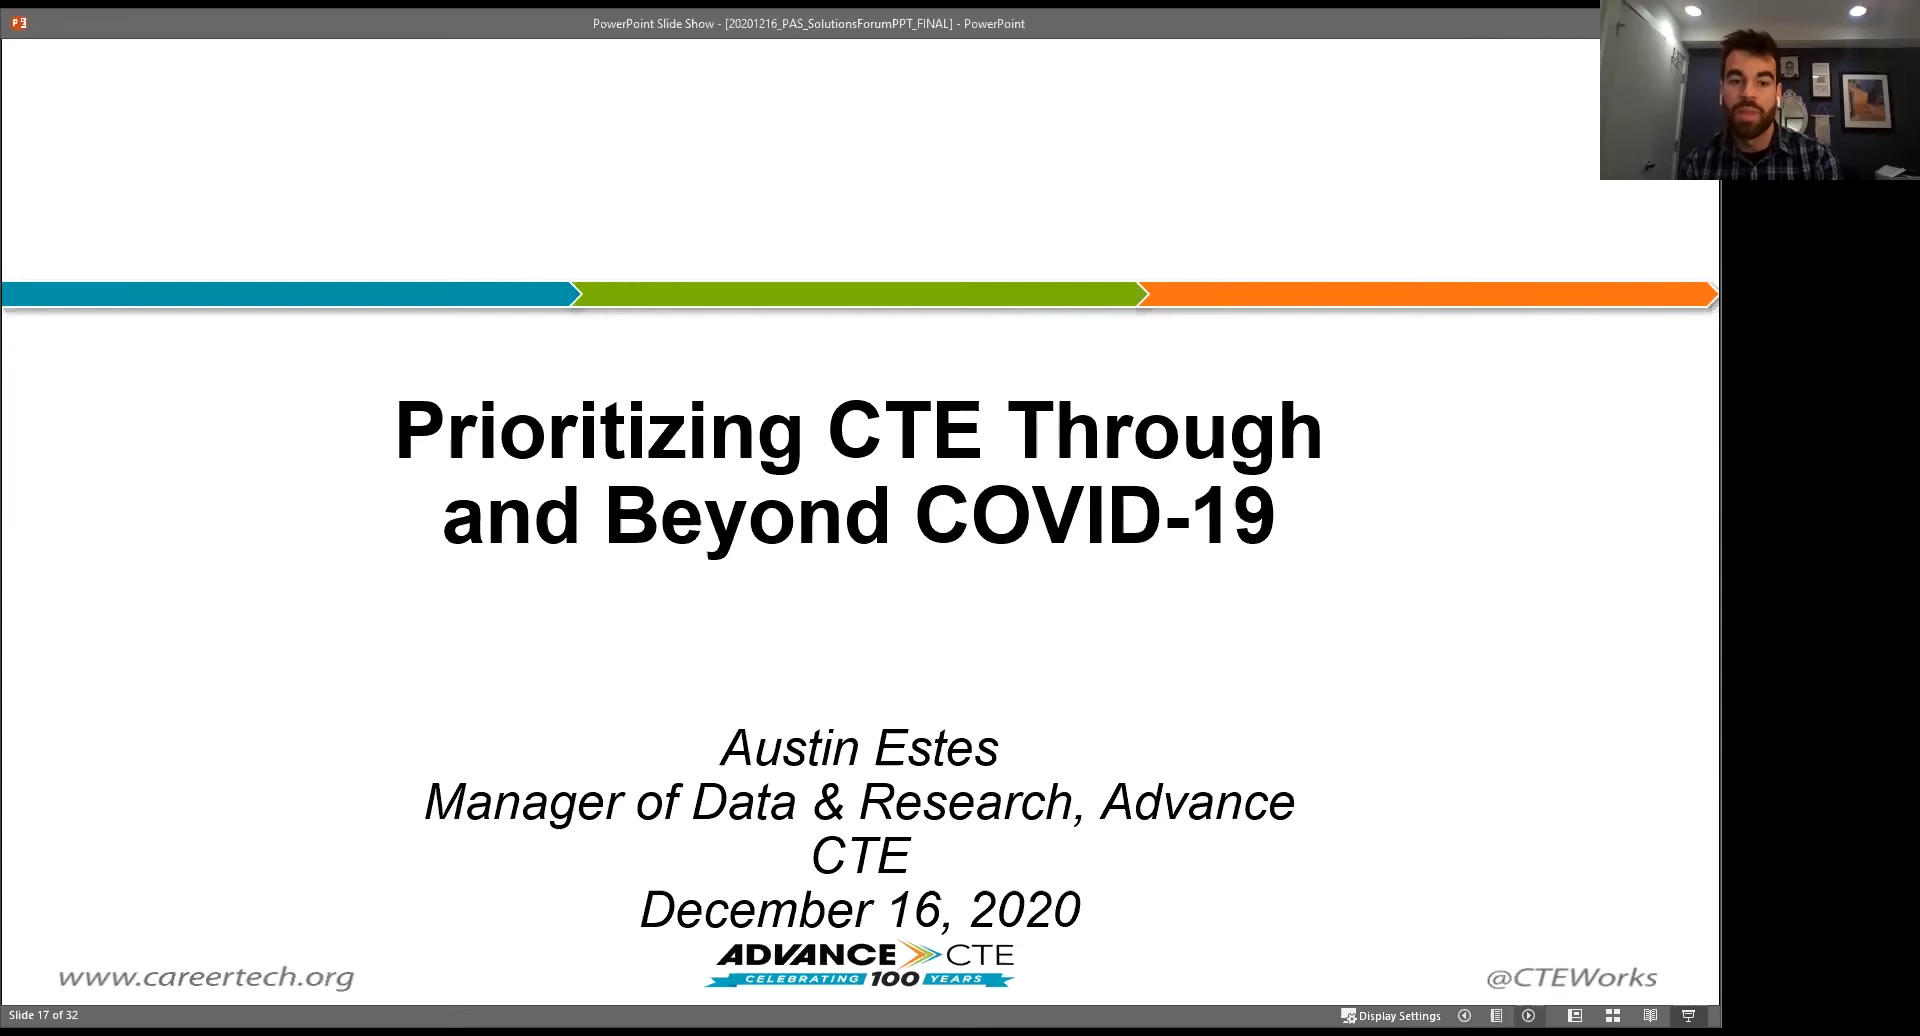 PowerPoint Slide Show - [20201216_PAS_SolutionsForumPPT_FINAL] - PowerPoint
Prioritizing CTE Through
and Beyond COVID-19
Austin Estes
Manager of Data & Research, Advance
CTE
December 16, 2020
ADVANCE CTE
CELEBRATING 100 YEARS
www.careertech.org
@CTEWorks
Slide 17 of 32
Display Settings